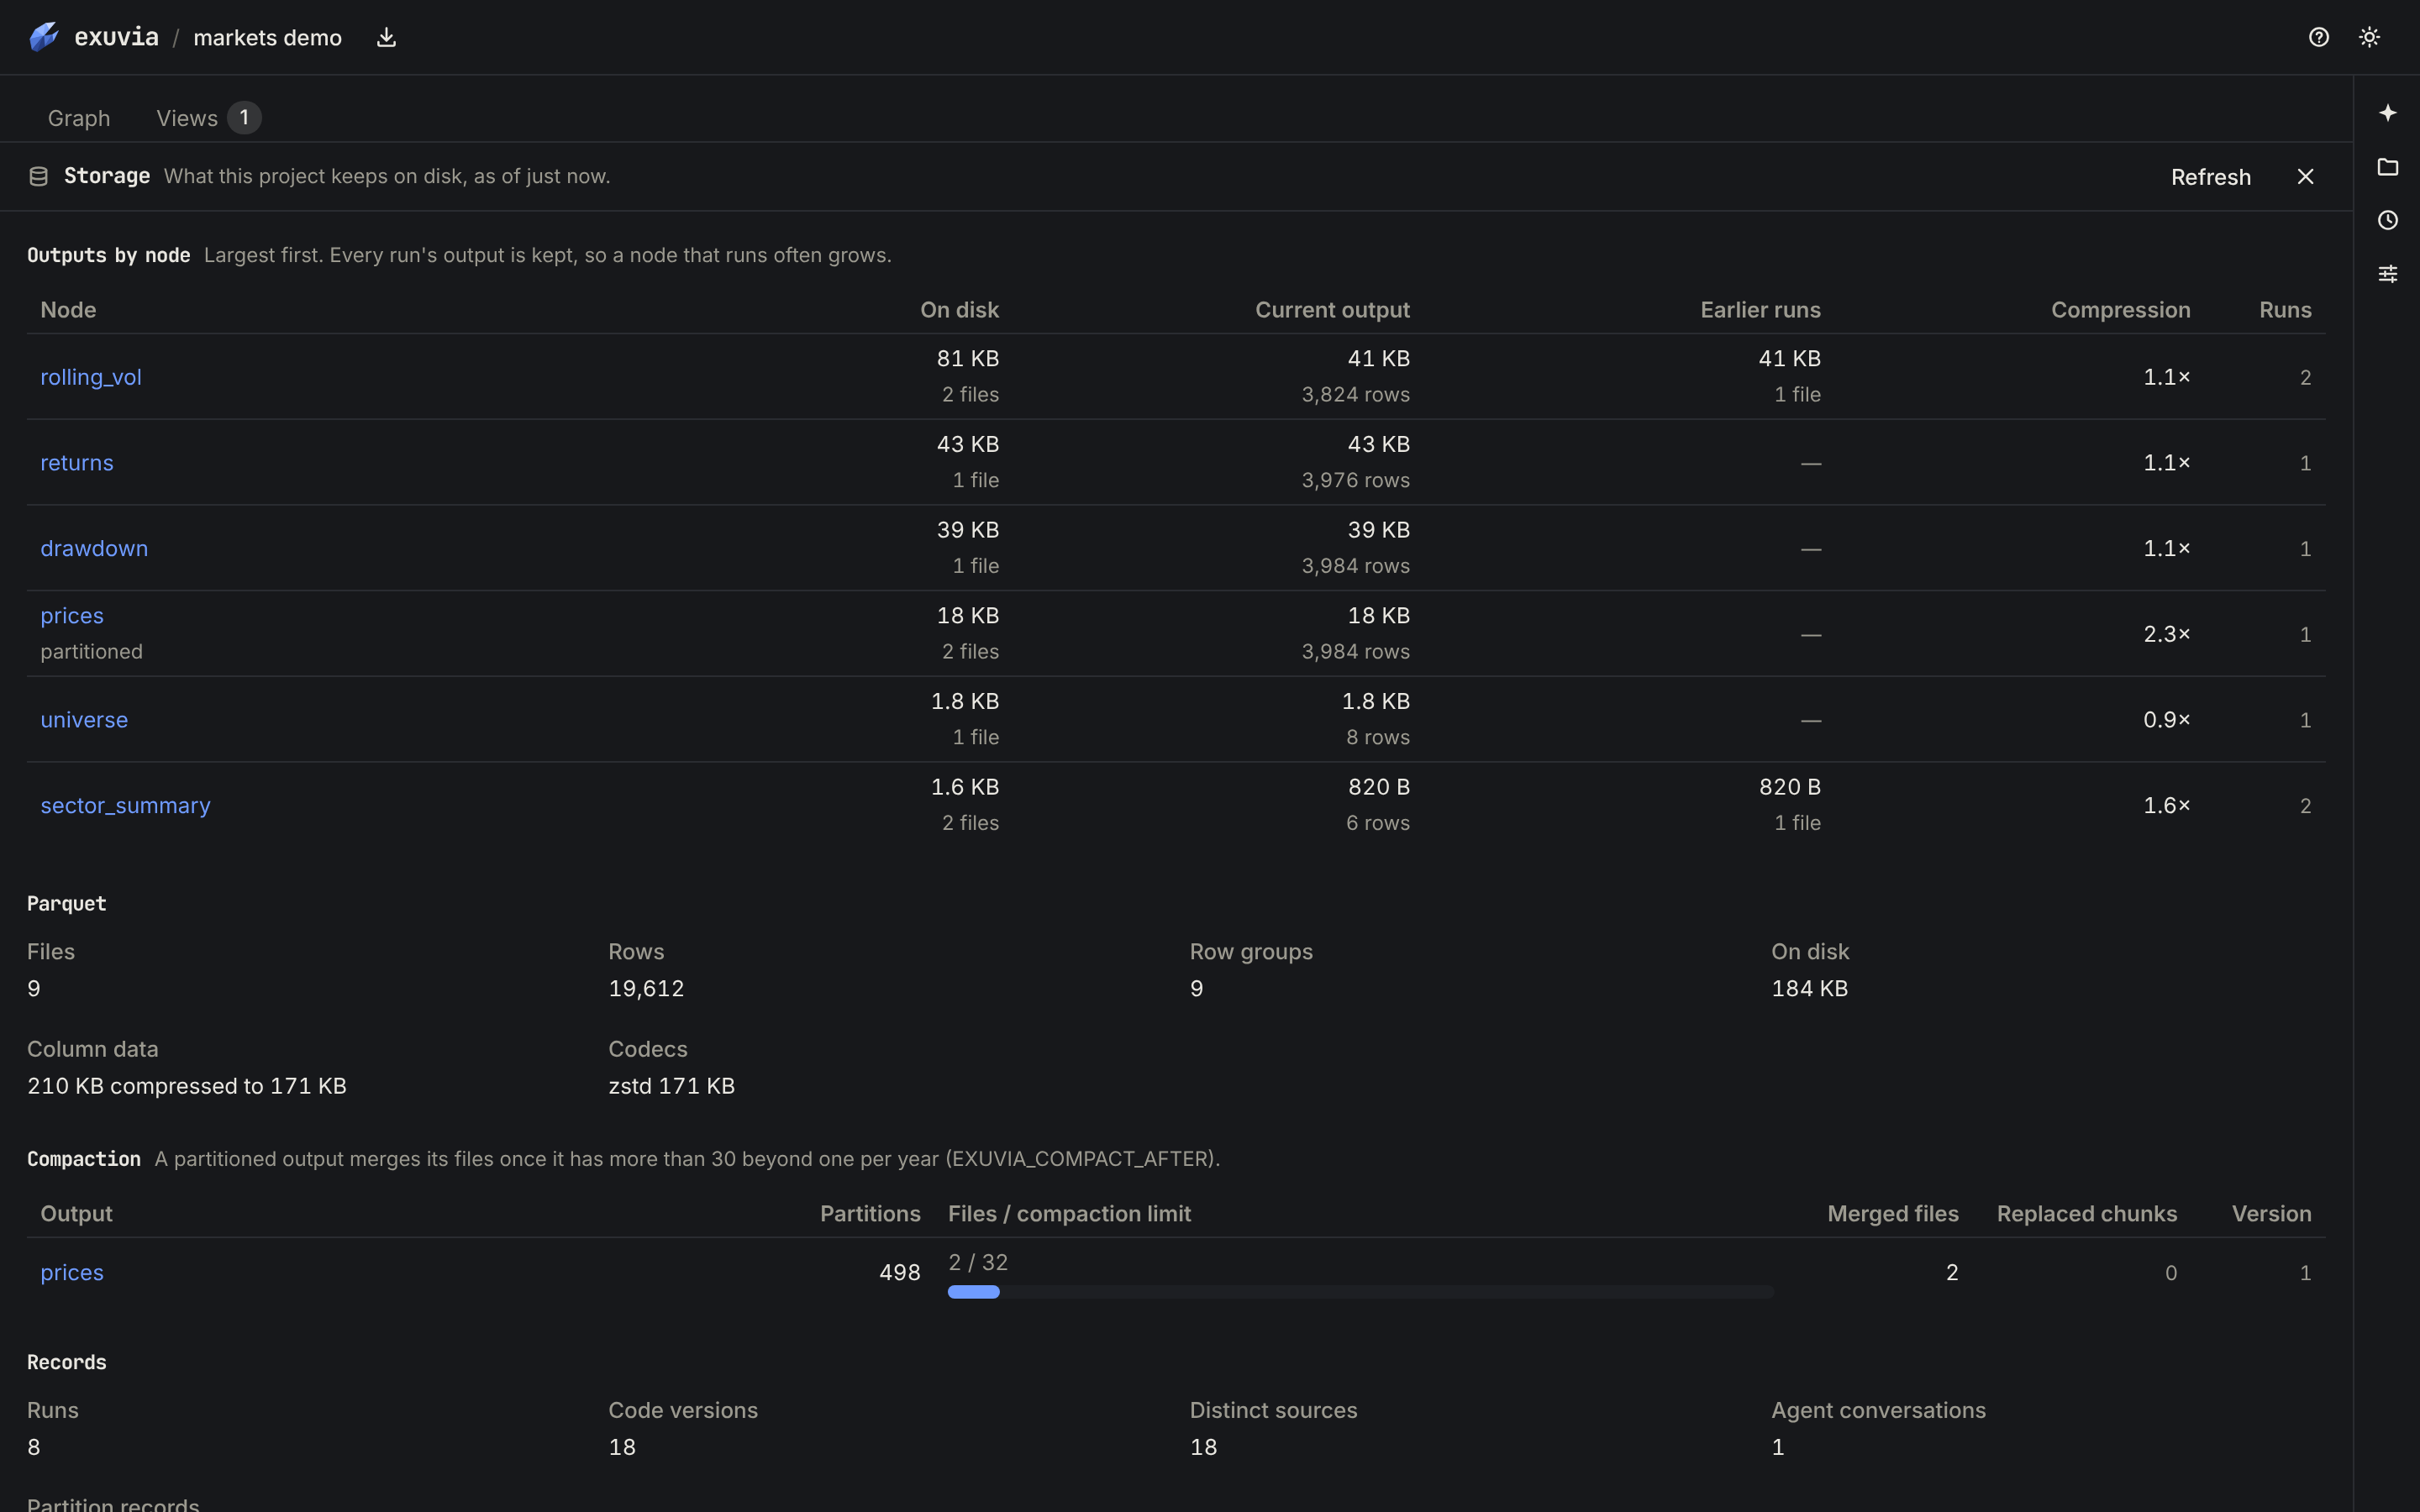 exuvia / markets demo
Graph Views 1
Storage What this project keeps on disk, as of just now. Refresh
Outputs by node Largest first. Every run's output is kept, so a node that runs often grows.
Node On disk Current output Earlier runs Compression Runs
rolling_vol 81 KB 41 KB 41 KB 1.1× 2
2 files 3,824 rows 1 file
returns 43 KB 43 KB — 1.1× 1
1 file 3,976 rows
drawdown 39 KB 39 KB — 1.1× 1
1 file 3,984 rows
prices 18 KB 18 KB — 2.3× 1
partitioned 2 files 3,984 rows
universe 1.8 KB 1.8 KB — 0.9× 1
1 file 8 rows
sector_summary 1.6 KB 820 B 820 B 1.6× 2
2 files 6 rows 1 file
Parquet
Files Rows Row groups On disk
9 19,612 9 184 KB
Column data Codecs
210 KB compressed to 171 KB zstd 171 KB
Compaction A partitioned output merges its files once it has more than 30 beyond one per year (EXUVIA_COMPACT_AFTER).
Output Partitions Files / compaction limit Merged files Replaced chunks Version
prices 498 2 / 32 2 0 1
Records
Runs Code versions Distinct sources Agent conversations
8 18 18 1
Partition records